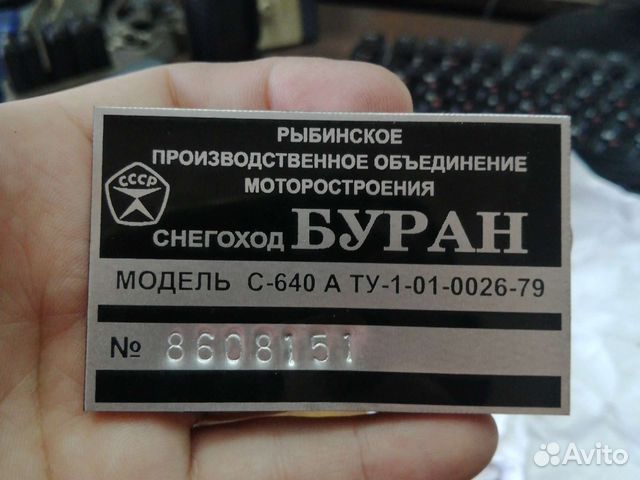 РЫБИНСКОЕ
ПРОИЗВОДСТВЕННОЕ ОБЪЕДИНЕНИЕ
МОТОРОСТРОЕНИЯ
СССР
СНЕГОХОД БУРАН
МОДЕЛЬ С-640 А ТУ-1-01-0026-79
№ 8608151
Avito